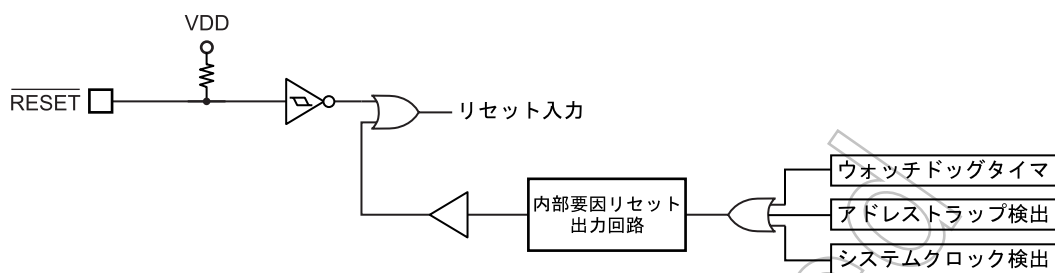 VDD
RESET
リセット入力
ウォッチドッグタイマ
内部要因リセット
出力回路
アドレストラップ検出
システムクロック検出